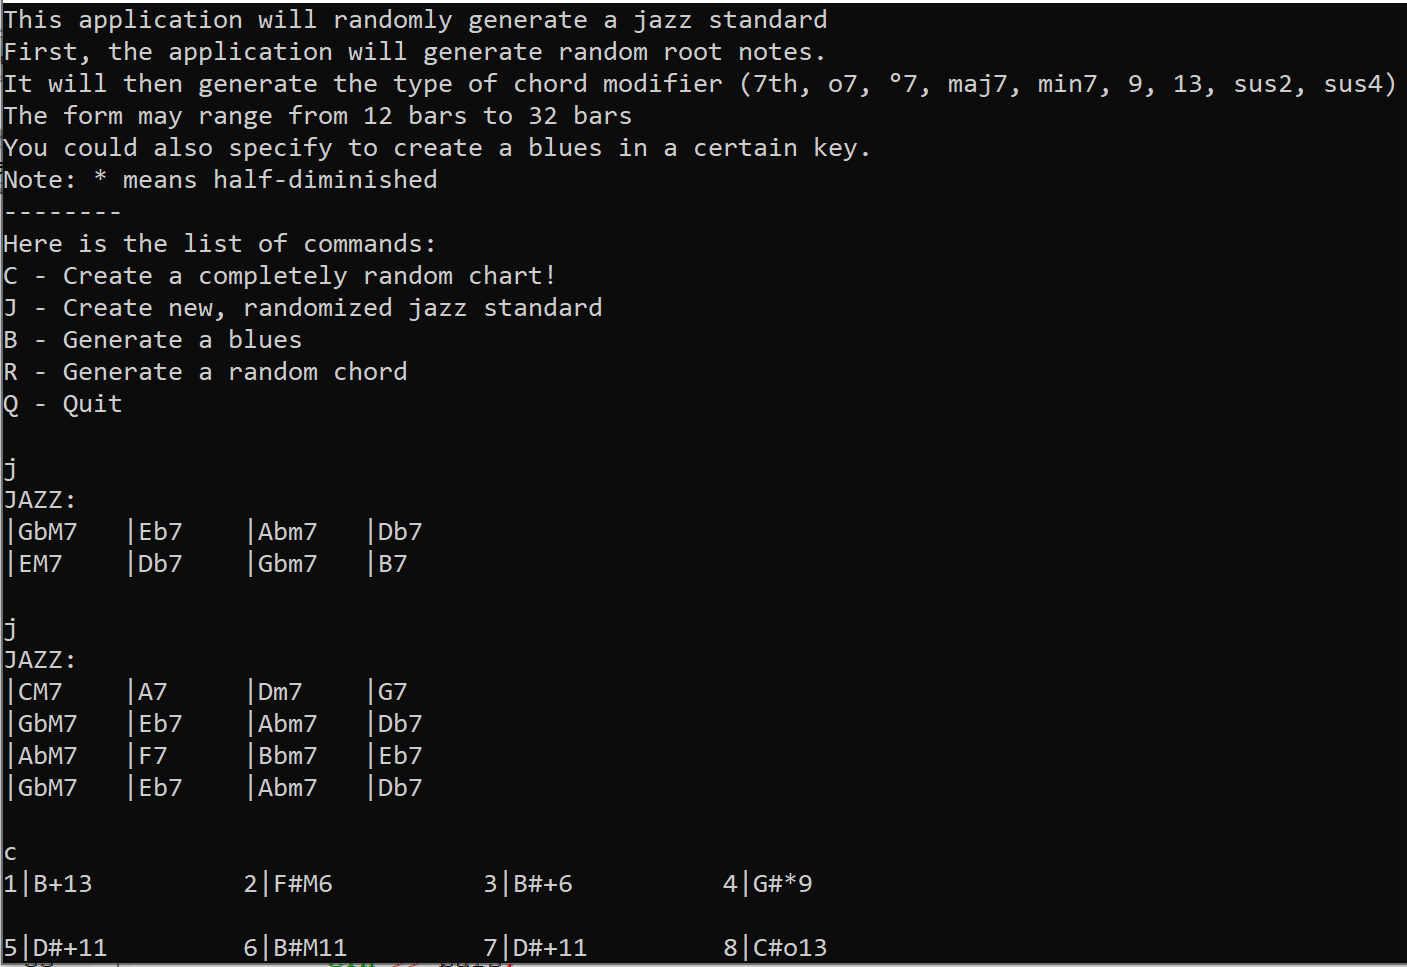 This application will randomly generate a jazz standard
First, the application will generate random root notes.
It will then generate the type of chord modifier (7th, o7, °7, maj7, min7, 9, 13, sus2, sus4)
The form may range from 12 bars to 32 bars
You could also specify to create a blues in a certain key.
Note: * means half-diminished
--------
Here is the list of commands:
C - Create a completely random chart!
J - Create new, randomized jazz standard
B - Generate a blues
R - Generate a random chord
Q - Quit
j
JAZZ:
|GbM7 |Eb7 |Abm7 |Db7
|EM7 |Db7 |Gbm7 |B7
j
JAZZ:
|CM7 |A7 |Dm7 |G7
|GbM7 |Eb7 |Abm7 |Db7
|AbM7 |F7 |Bbm7 |Eb7
|GbM7 |Eb7 |Abm7 |Db7
c
1|B+13 2|F#M6 3|B#+6 4|G#*9
5|D#+11 6|B#M11 7|D#+11 8|C#o13